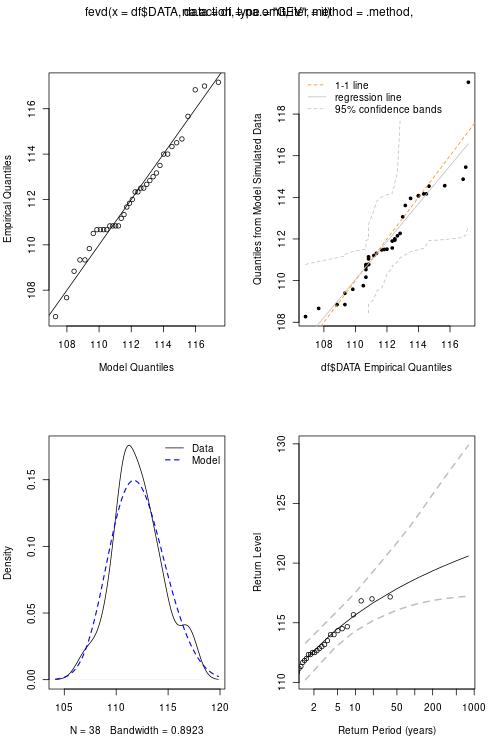 fevd(x = df$DATA, data = df, type = "GEV", method = .method,
Empirical Quantiles
108 110 112 114 116
108 110 112 114 116
Model Quantiles
Quantiles from Model Simulated Data
108 110 112 114 116 118
1-1 line
regression line
95% confidence bands
108 110 112 114 116
df$DATA Empirical Quantiles
Density
0.00 0.05 0.10 0.15
Data
Model
105 110 115 120
N = 38 Bandwidth = 0.8923
Return Level
110 115 120 125 130
2 5 10 50 200 1000
Return Period (years)